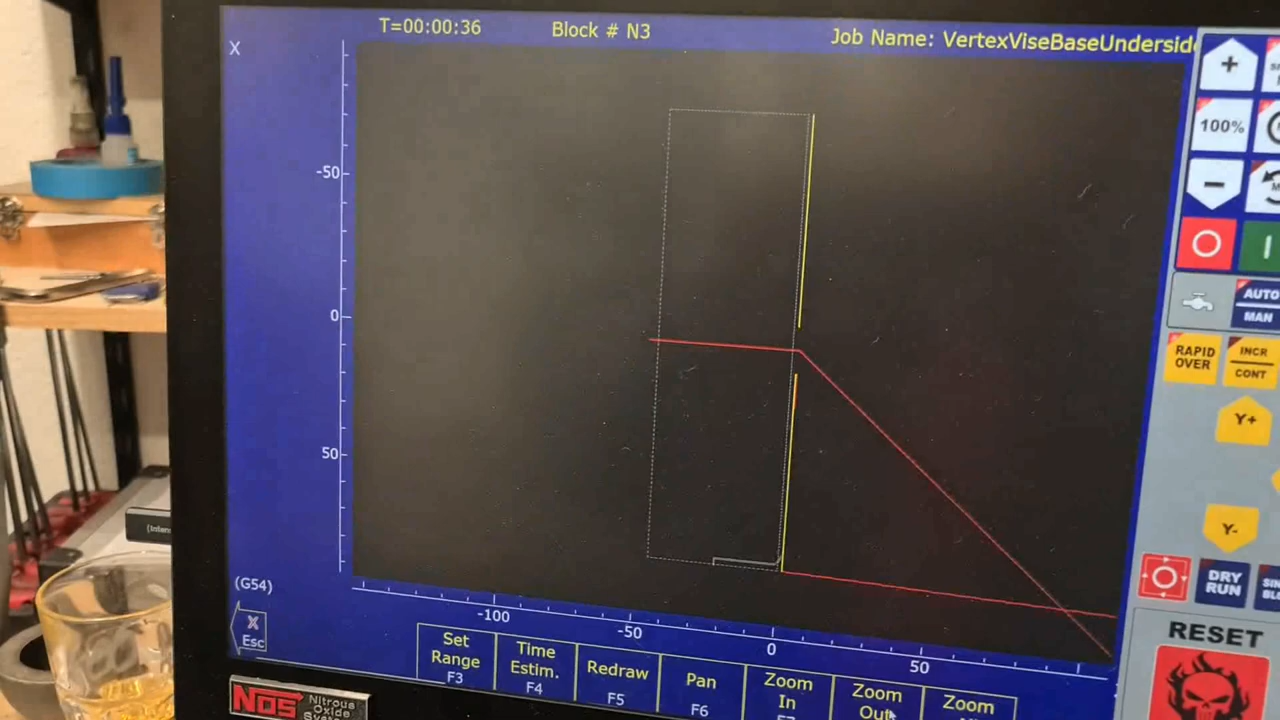 T=00:00:36
Block # N3
Job Name: VertexViseBaseUnderside
X
-50
0
50
(G54)
-100
-50
0
50
X
Esc
Set
Range
F3
Time
Estim.
F4
Redraw
F5
Pan
F6
Zoom
In
Zoom
Out
Zoom
+
100%
−
AUTO
MAN
RAPID
OVER
INCR
CONT
Y+
Y-
DRY
RUN
RESET
NOS
NITROUS
OXIDE
(Inten